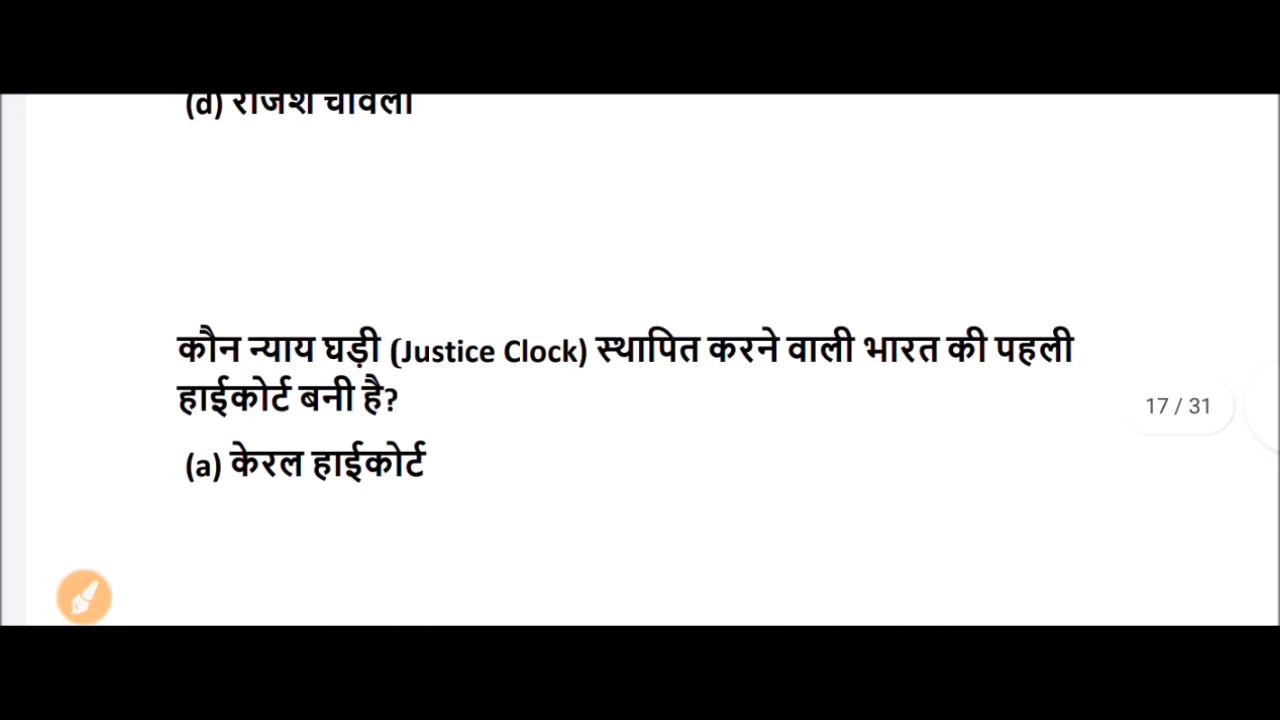 (d) राजेश चावला
कौन न्याय घड़ी (Justice Clock) स्थापित करने वाली भारत की पहली
हाईकोर्ट बनी है?
17 / 31
(a) केरल हाईकोर्ट